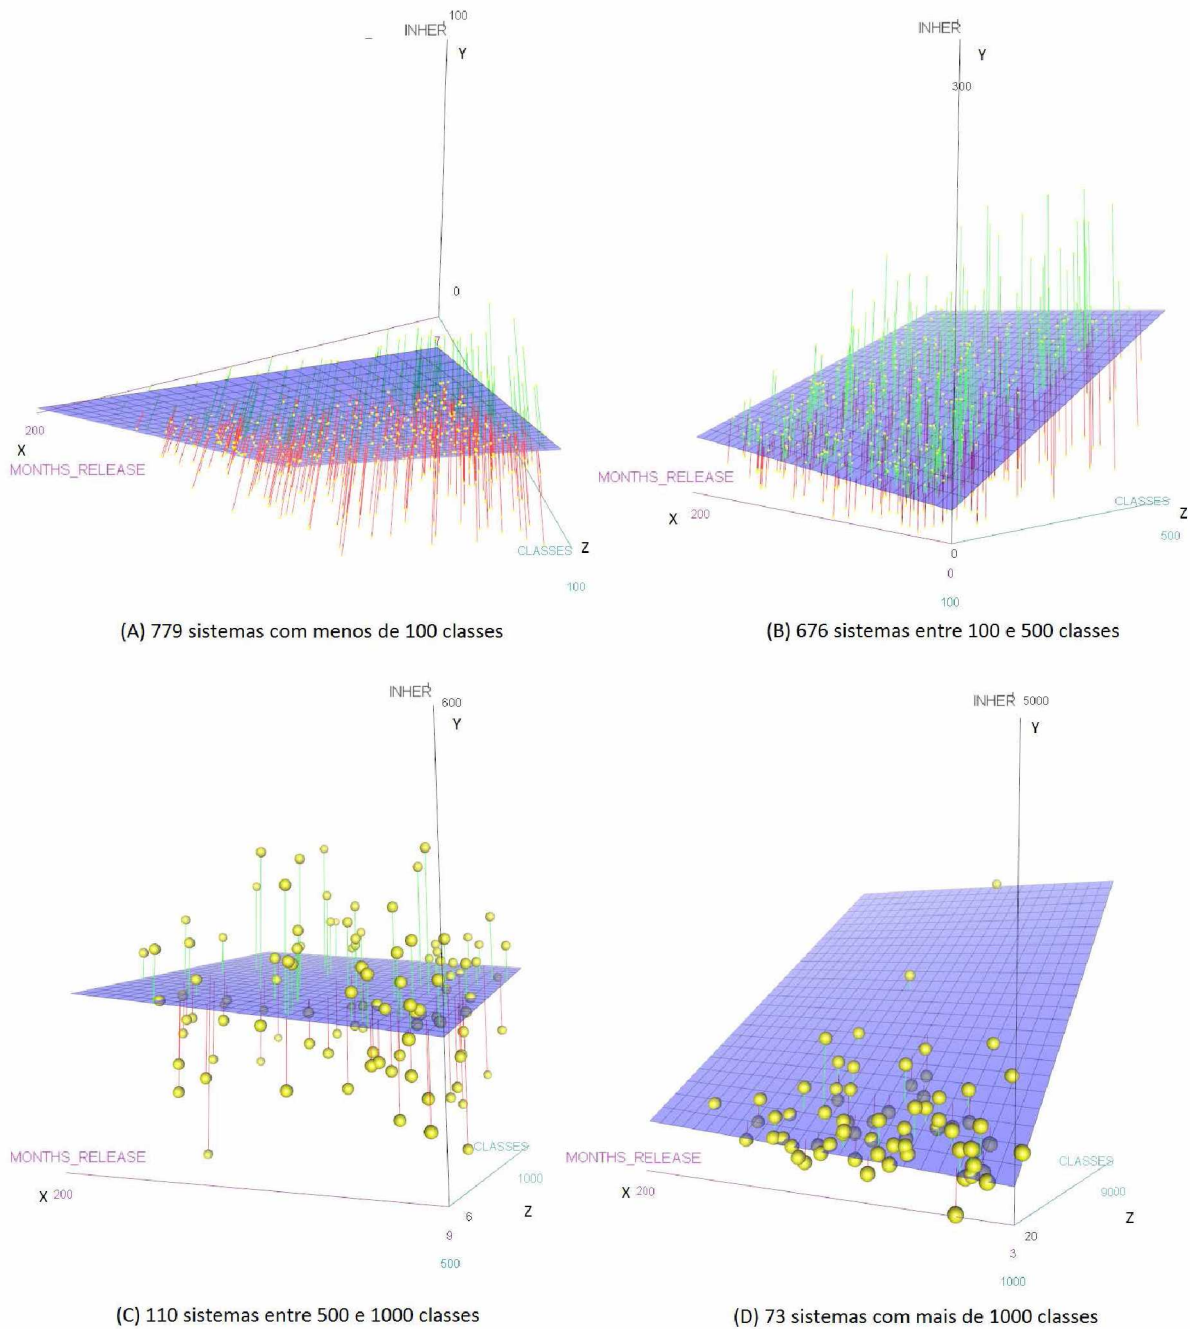 100
INHER
Y
0
7
200
X
MONTHS_RELEASE
CLASSES Z
100
(A) 779 sistemas com menos de 100 classes
INHER
Y
300
MONTHS_RELEASE
X 200
CLASSES
Z
500
0
0
100
(B) 676 sistemas entre 100 e 500 classes
INHER
600
Y
MONTHS_RELEASE
X 200
CLASSES
1000
Z
6
9
500
(C) 110 sistemas entre 500 e 1000 classes
INHER 5000
Y
MONTHS_RELEASE
X 200
CLASSES
9000
Z
20
3
1000
(D) 73 sistemas com mais de 1000 classes